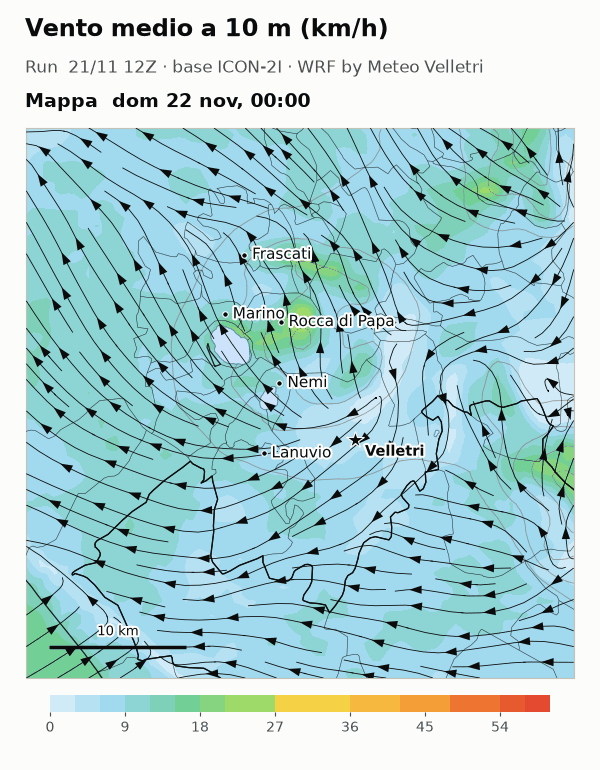 Vento medio a 10 m (km/h)
Run 21/11 12Z · base ICON-2I · WRF by Meteo Velletri
Mappa dom 22 nov, 00:00
Frascati
Marino
Rocca di Papa
Nemi
Velletri
Lanuvio
10 km
0 9 18 27 36 45 54